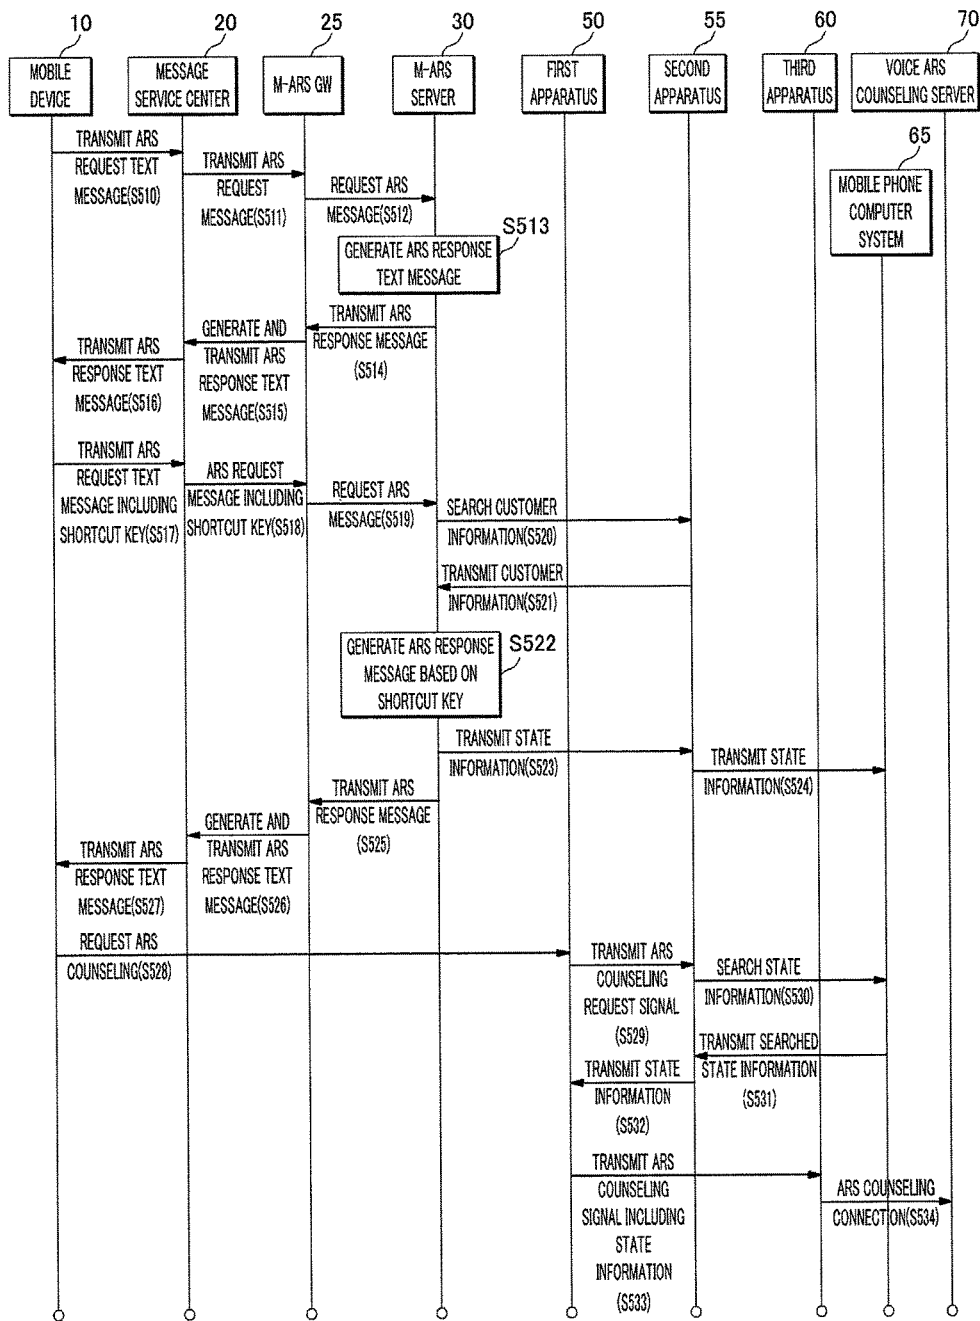 10
20
25
30
50
55
60
70
MOBILE
DEVICE
MESSAGE
SERVICE CENTER
M-ARS GW
M-ARS
SERVER
FIRST
APPARATUS
SECOND
APPARATUS
THIRD
APPARATUS
VOICE ARS
COUNSELING SERVER
65
MOBILE PHONE
COMPUTER
SYSTEM
TRANSMIT ARS
REQUEST TEXT
MESSAGE(S510)
TRANSMIT ARS
REQUEST
MESSAGE(S511)
REQUEST ARS
MESSAGE(S512)
S513
GENERATE ARS RESPONSE
TEXT MESSAGE
TRANSMIT ARS
RESPONSE MESSAGE
(S514)
GENERATE AND
TRANSMIT ARS
RESPONSE TEXT
MESSAGE(S515)
TRANSMIT ARS
RESPONSE TEXT
MESSAGE(S516)
TRANSMIT ARS
REQUEST TEXT
MESSAGE INCLUDING
SHORTCUT KEY(S517)
ARS REQUEST
MESSAGE INCLUDING
SHORTCUT KEY(S518)
REQUEST ARS
MESSAGE(S519)
SEARCH CUSTOMER
INFORMATION(S520)
TRANSMIT CUSTOMER
INFORMATION(S521)
S522
GENERATE ARS RESPONSE
MESSAGE BASED ON
SHORTCUT KEY
TRANSMIT STATE
INFORMATION(S523)
TRANSMIT STATE
INFORMATION(S524)
TRANSMIT ARS
RESPONSE MESSAGE
(S525)
GENERATE AND
TRANSMIT ARS
RESPONSE TEXT
MESSAGE(S526)
TRANSMIT ARS
RESPONSE TEXT
MESSAGE(S527)
REQUEST ARS
COUNSELING(S528)
TRANSMIT ARS
COUNSELING
REQUEST SIGNAL
(S529)
SEARCH STATE
INFORMATION(S530)
TRANSMIT SEARCHED
STATE INFORMATION
(S531)
TRANSMIT STATE
INFORMATION
(S532)
TRANSMIT ARS
COUNSELING
SIGNAL INCLUDING
STATE
INFORMATION
(S533)
ARS COUNSELING
CONNECTION(S534)